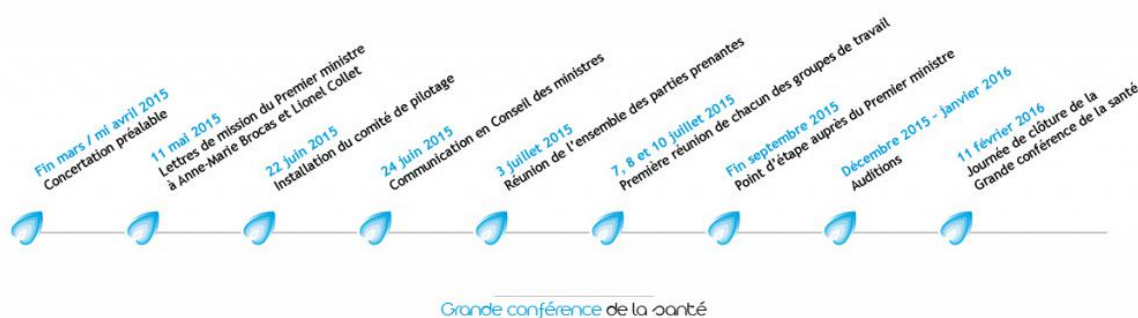 Fin mars / mi avril 2015
Concertation préalable
11 mai 2015
Lettres de mission du Premier ministre
à Anne-Marie Brocas et Lionel Collet
22 juin 2015
Installation du comité de pilotage
24 juin 2015
Communication en Conseil des ministres
3 juillet 2015
Réunion de l'ensemble des parties prenantes
7, 8 et 10 juillet 2015
Première réunion de chacun des groupes de travail
Fin septembre 2015
Point d'étape auprès du Premier ministre
Décembre 2015 - janvier 2016
Auditions
11 février 2016
Journée de clôture de la
Grande conférence de la santé
Grande conférence de la santé